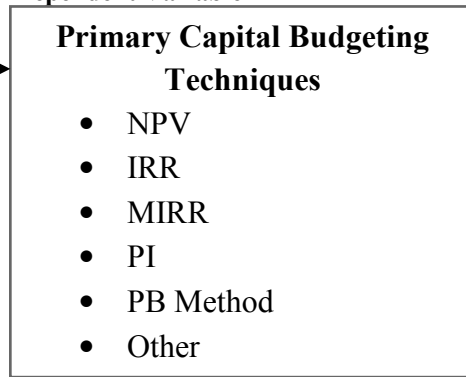 Primary Capital Budgeting
Techniques
• NPV
• IRR
• MIRR
• PI
• PB Method
• Other